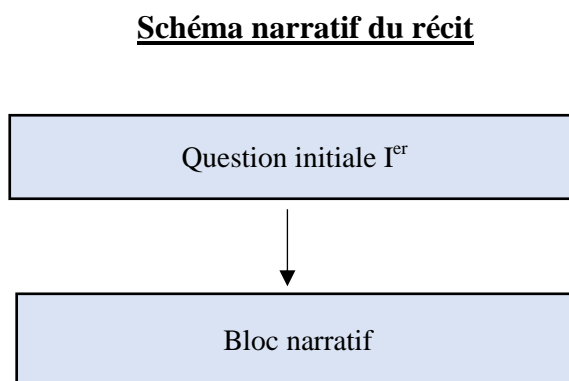 Schéma narratif du récit
Question initiale Iᵉʳ
Bloc narratif